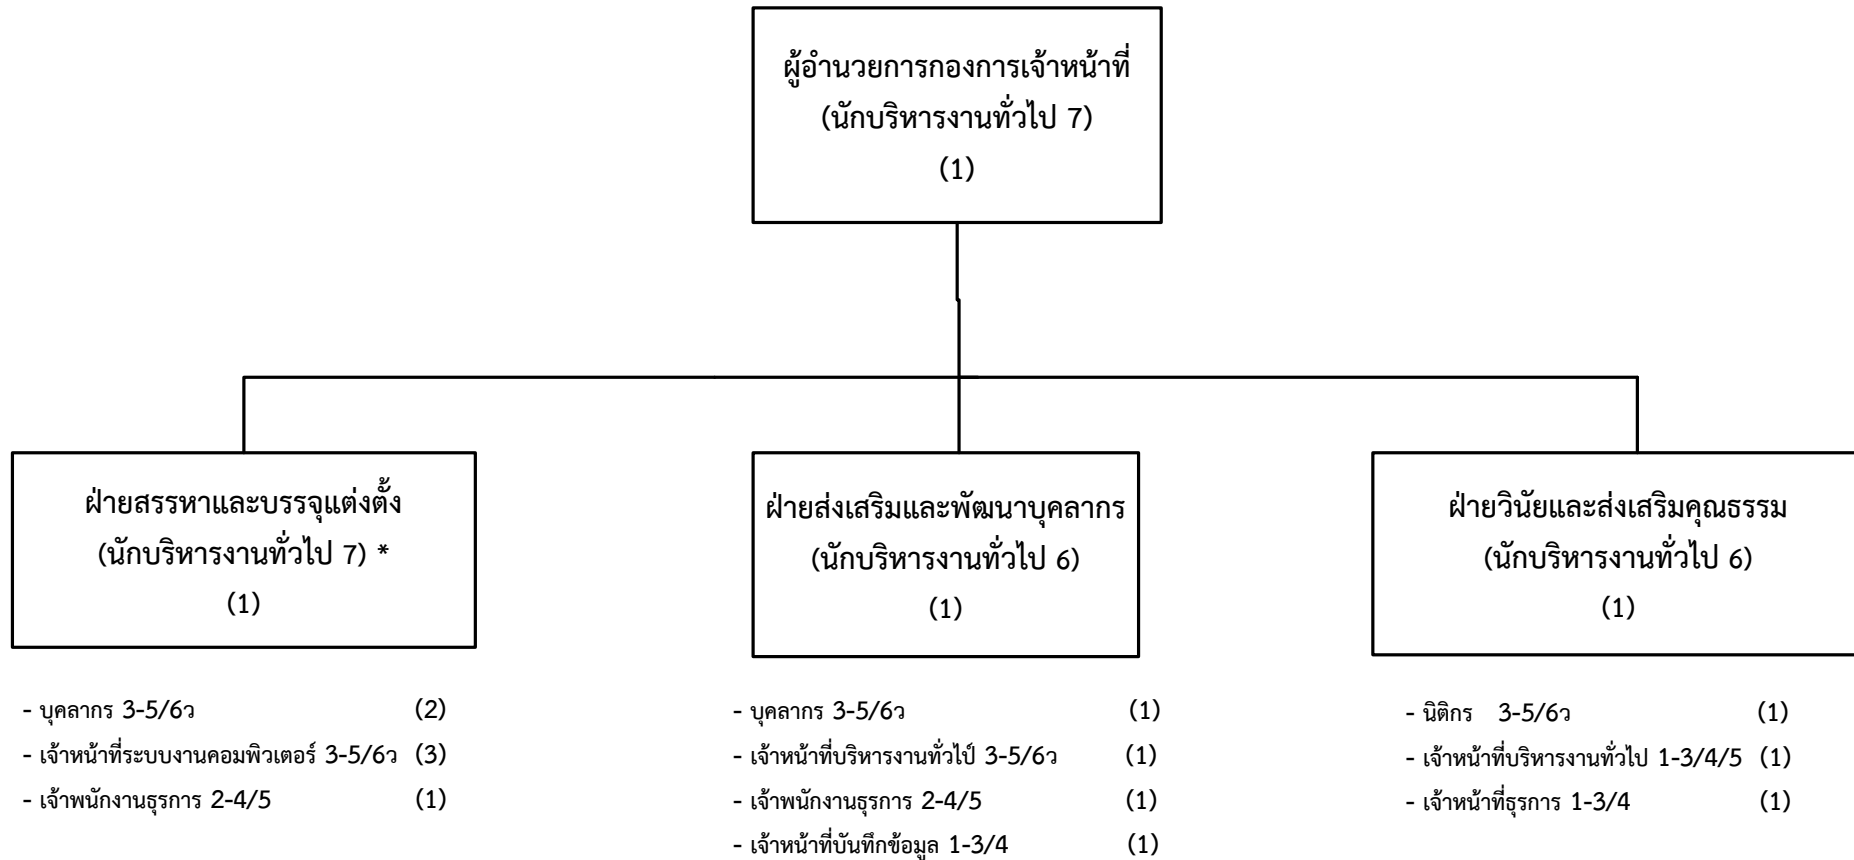 ผู้อำนวยการกองการเจ้าหน้าที่
(นักบริหารงานทั่วไป 7)
(1)
ฝ่ายสรรหาและบรรจุแต่งตั้ง
(นักบริหารงานทั่วไป 7) *
(1)
- บุคลากร 3-5/6ว (2)
- เจ้าหน้าที่ระบบงานคอมพิวเตอร์ 3-5/6ว (3)
- เจ้าพนักงานธุรการ 2-4/5 (1)
ฝ่ายส่งเสริมและพัฒนาบุคลากร
(นักบริหารงานทั่วไป 6)
(1)
- บุคลากร 3-5/6ว (1)
- เจ้าหน้าที่บริหารงานทั่วไป์ 3-5/6ว (1)
- เจ้าพนักงานธุรการ 2-4/5 (1)
- เจ้าหน้าที่บันทึกข้อมูล 1-3/4 (1)
ฝ่ายวินัยและส่งเสริมคุณธรรม
(นักบริหารงานทั่วไป 6)
(1)
- นิติกร 3-5/6ว (1)
- เจ้าหน้าที่บริหารงานทั่วไป 1-3/4/5 (1)
- เจ้าหน้าที่ธุรการ 1-3/4 (1)